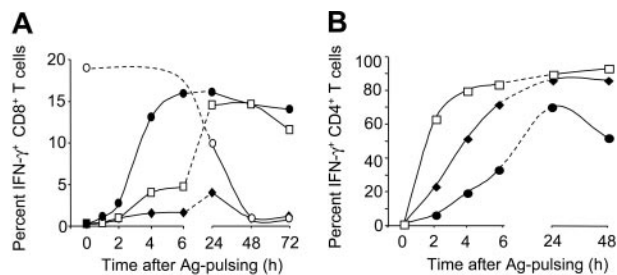 A
Percent IFN-γ⁺ CD8⁺ T cells
20
15
10
5
0
0 1 2 4 6 24 48 72
Time after Ag-pulsing (h)
B
Percent IFN-γ⁺ CD4⁺ T cells
100
80
60
40
20
0
0 2 4 6 24 48
Time after Ag-pulsing (h)